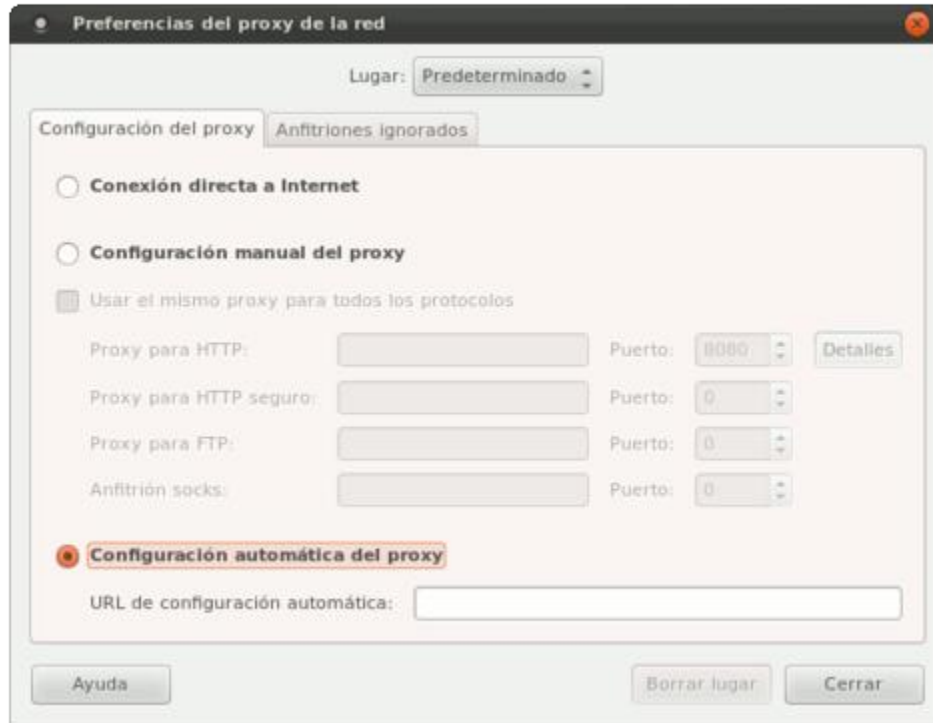 Preferencias del proxy de la red
Lugar: Predeterminado
Configuración del proxy Anfitriones ignorados
Conexión directa a Internet
Configuración manual del proxy
Usar el mismo proxy para todos los protocolos
Proxy para HTTP: Puerto: 8080 Detalles
Proxy para HTTP seguro: Puerto: 0
Proxy para FTP: Puerto: 0
Anfitrión socks: Puerto: 0
Configuración automática del proxy
URL de configuración automática:
Ayuda Borrar lugar Cerrar